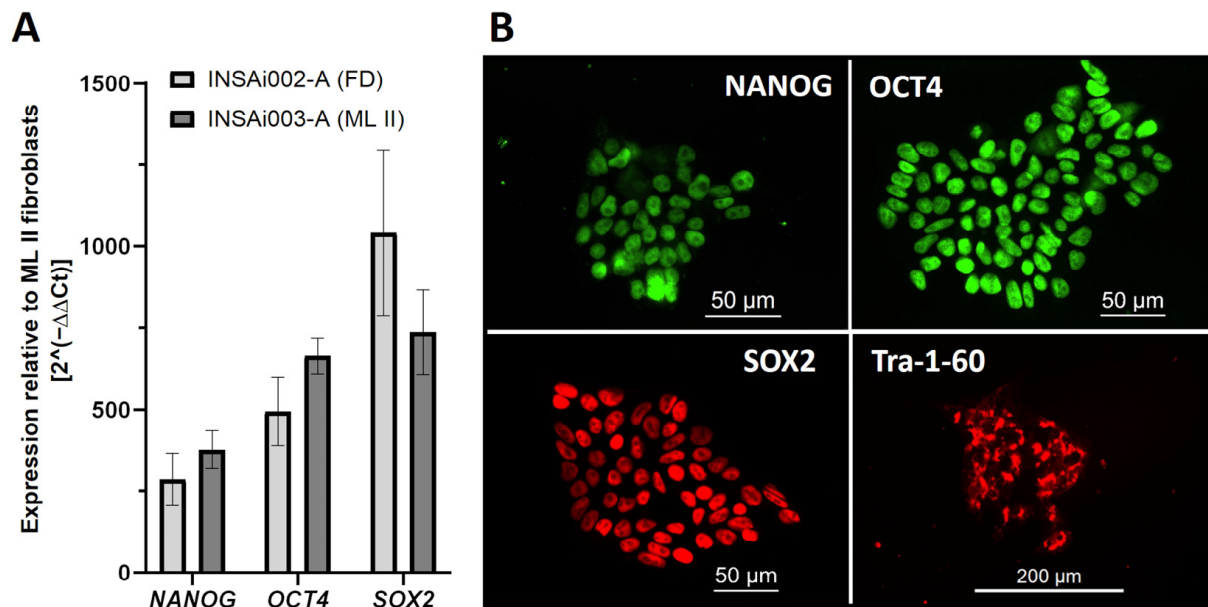 A
Expression relative to ML II fibroblasts
[2^(−ΔΔCt)]
1500
1000
500
0
INSAi002-A (FD)
INSAi003-A (ML II)
NANOG
OCT4
SOX2
B
NANOG
50 μm
OCT4
50 μm
SOX2
50 μm
Tra-1-60
200 μm